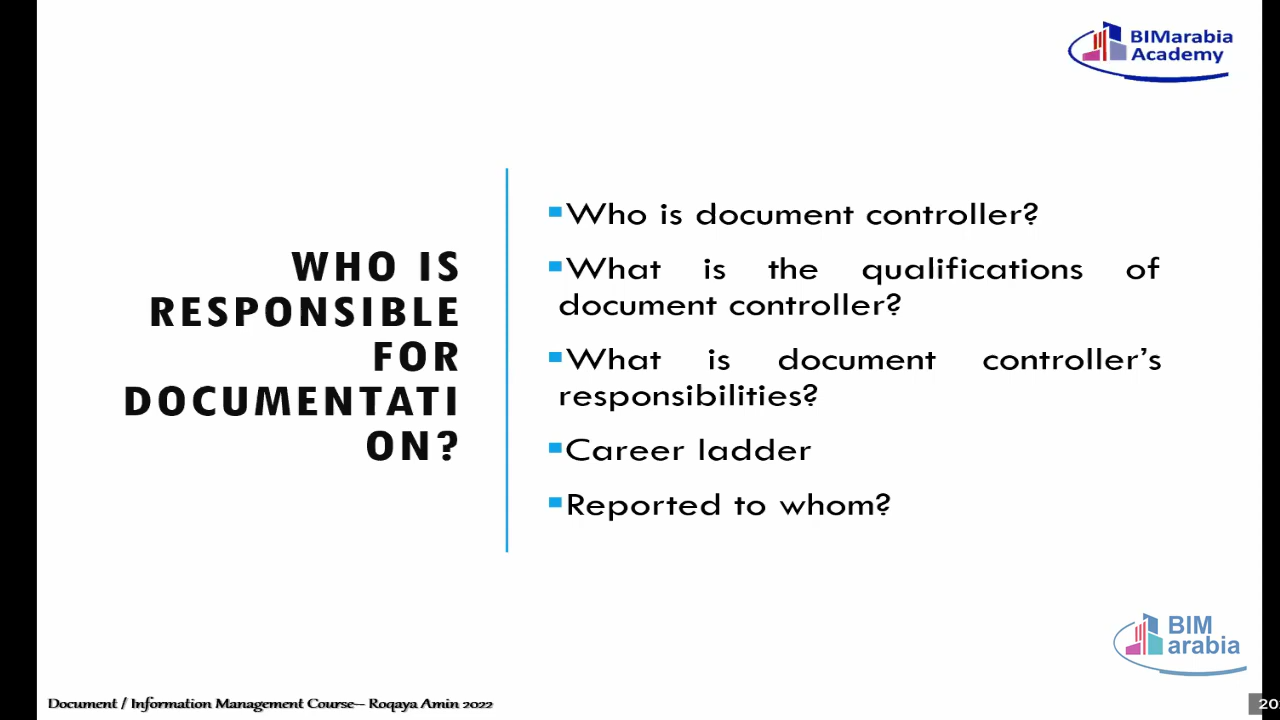 BIMarabia
Academy
WHO IS
RESPONSIBLE
FOR
DOCUMENTATI
ON?
▪Who is document controller?
▪What is the qualifications of
document controller?
▪What is document controller’s
responsibilities?
▪Career ladder
▪Reported to whom?
BIM
arabia
Document / Information Management Course-- Roqaya Amin 2022
20